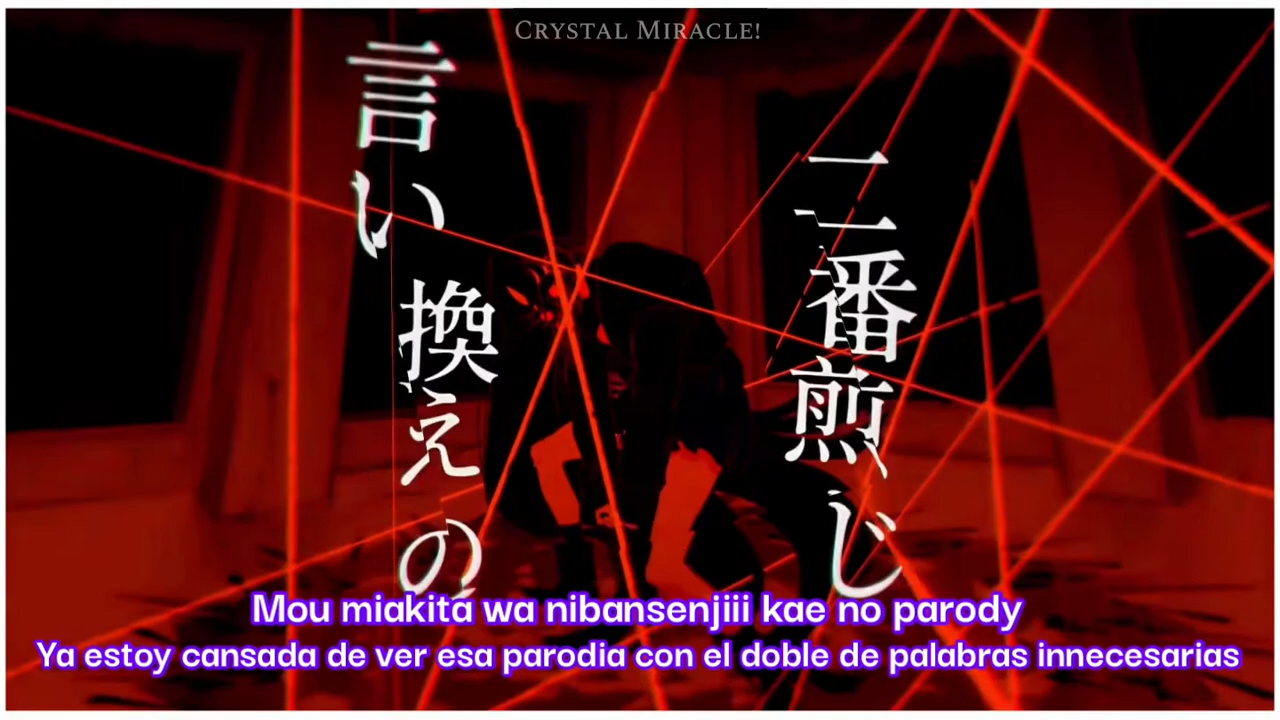 Crystal Miracle!
二番煎じ
言い換えの
Mou miakita wa nibansenjiii kae no parody
Ya estoy cansada de ver esa parodia con el doble de palabras innecesarias